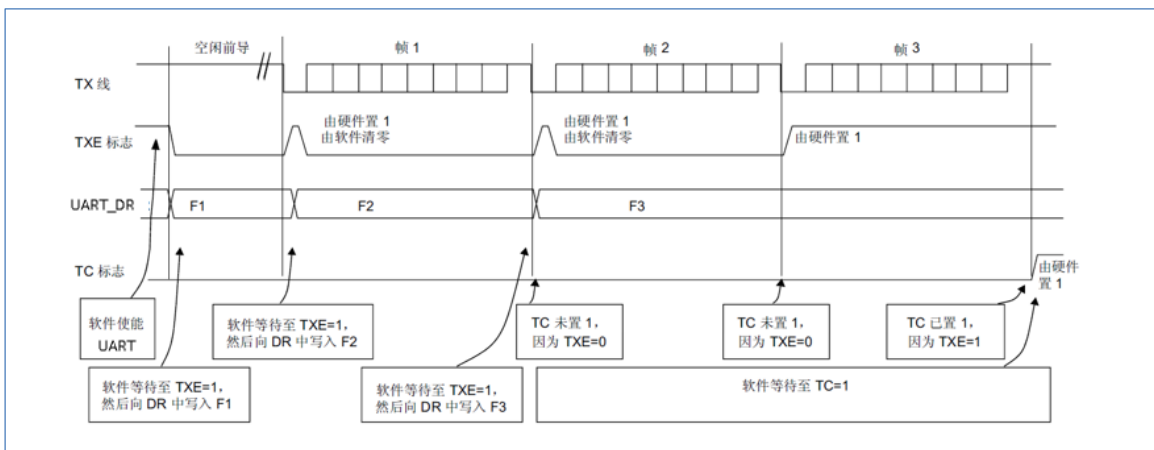 空闲前导
帧 1
帧 2
帧 3
TX 线
由硬件置 1
由软件清零
由硬件置 1
由软件清零
TXE 标志
由硬件置 1
UART_DR
F1
F2
F3
TC 标志
由硬件
置 1
软件使能
UART
软件等待至 TXE=1,
然后向 DR 中写入 F2
TC 未置 1,
因为 TXE=0
TC 未置 1,
因为 TXE=0
TC 已置 1,
因为 TXE=1
软件等待至 TXE=1,
然后向 DR 中写入 F1
软件等待至 TXE=1,
然后向 DR 中写入 F3
软件等待至 TC=1